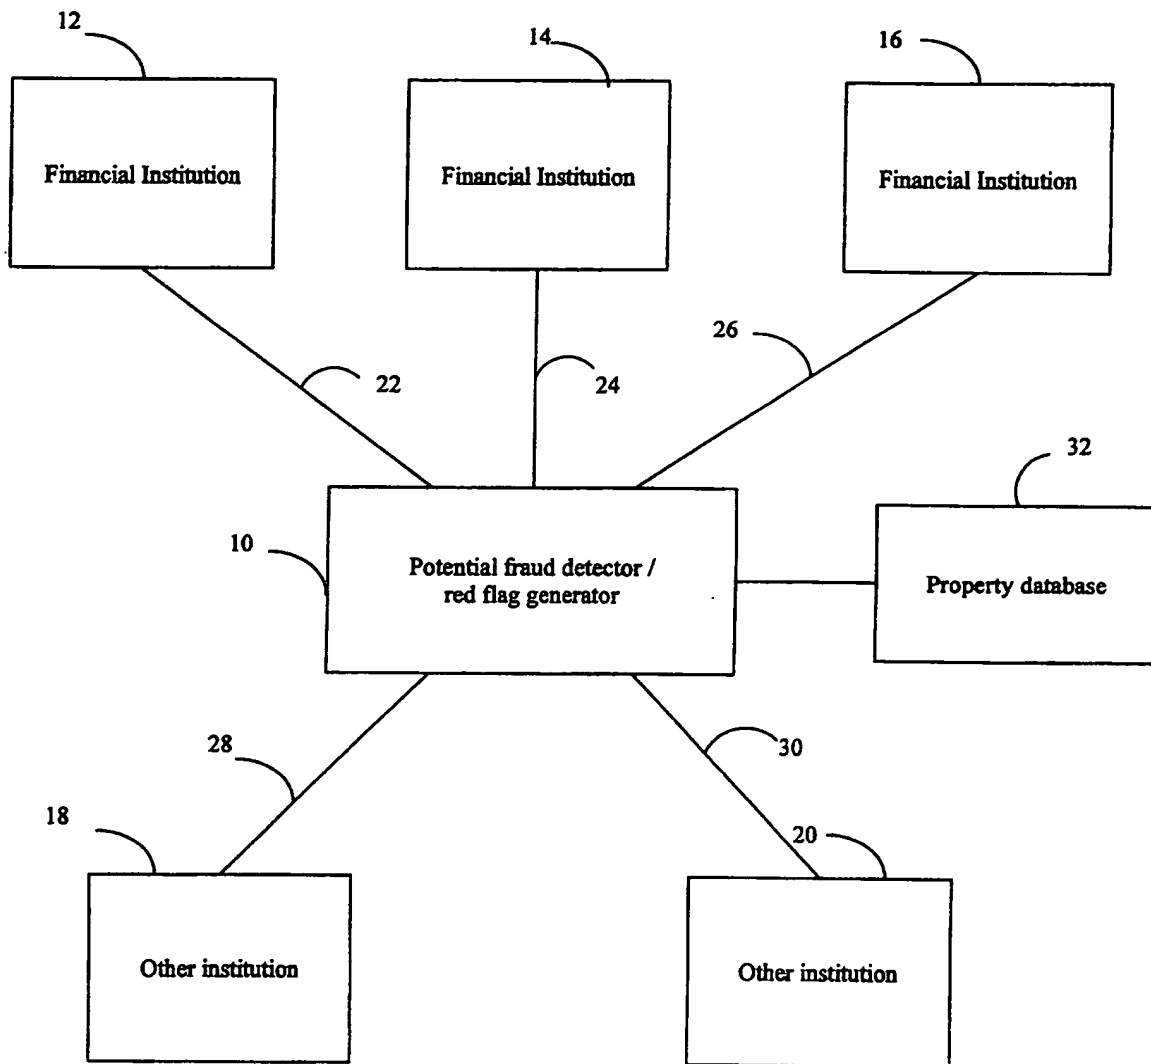 12
14
16
Financial Institution
Financial Institution
Financial Institution
22
24
26
32
10
Potential fraud detector /
red flag generator
Property database
28
30
18
20
Other institution
Other institution